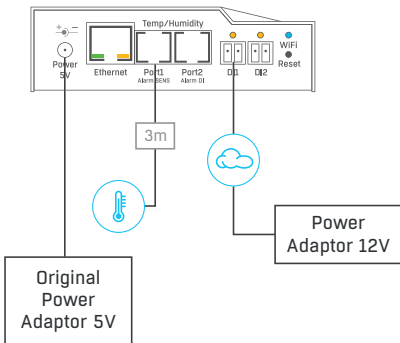 Temp/Humidity
+ −
Power
5V
Ethernet
Port1
Alarm SENS
Port2
Alarm DI
DI1
DI2
WiFi
Reset
3m
Power
Adaptor 12V
Original
Power
Adaptor 5V